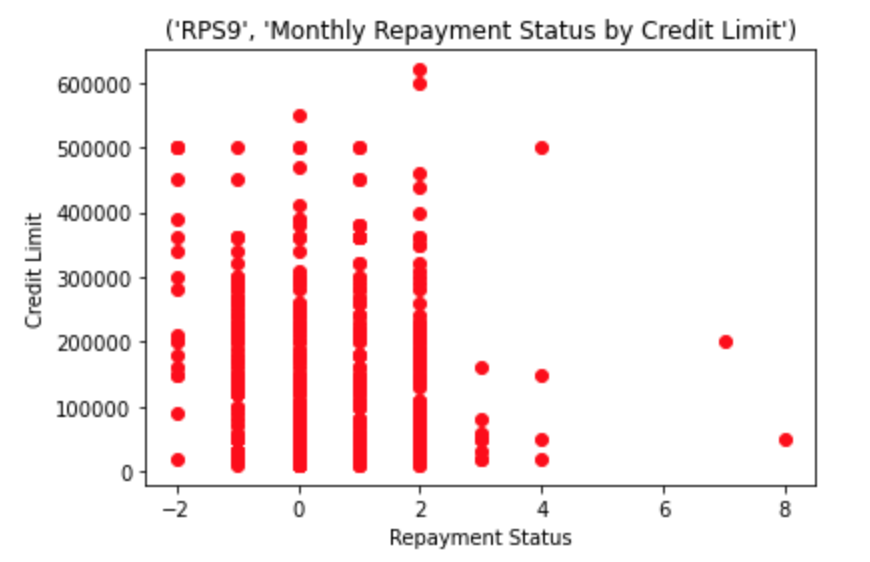 ('RPS9', 'Monthly Repayment Status by Credit Limit')
600000
500000
400000
300000
200000
100000
0
Credit Limit
−2 0 2 4 6 8
Repayment Status